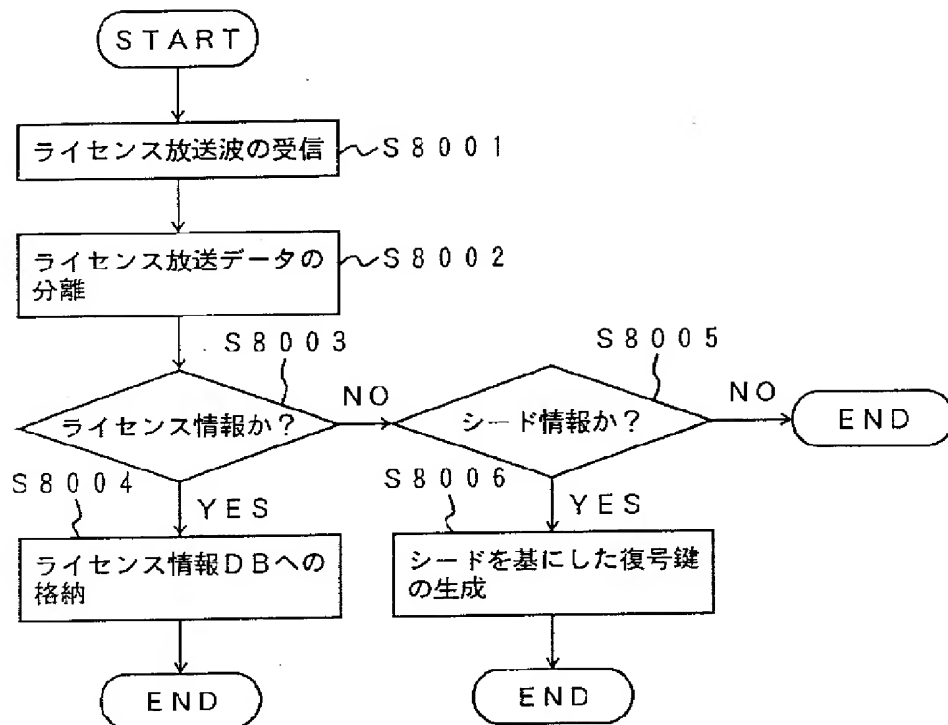 START
ライセンス放送波の受信
S8001
ライセンス放送データの
分離
S8002
S8003
ライセンス情報か?
NO
S8005
シード情報か?
NO
END
S8004
YES
ライセンス情報DBへの
格納
END
S8006
YES
シードを基にした復号鍵
の生成
END